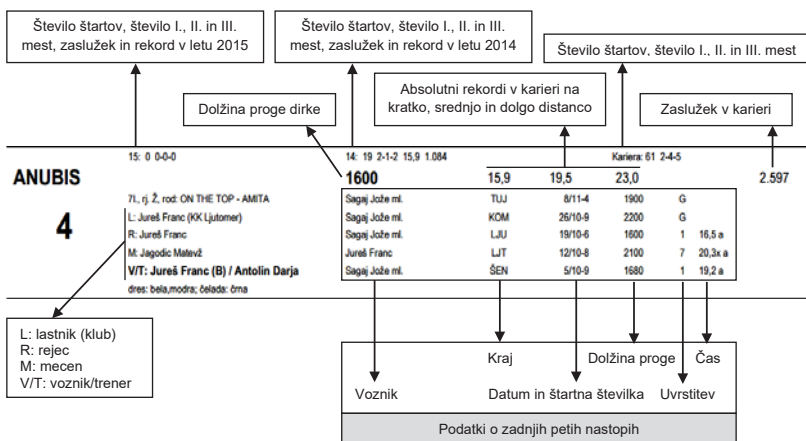 Število štartov, število I., II. in III.
mest, zaslužek in rekord v letu 2015
Število štartov, število I., II. in III.
mest, zaslužek in rekord v letu 2014
Število štartov, število I., II. in III. mest
Dolžina proge dirke
Absolutni rekordi v karieri na
kratko, srednjo in dolgo distanco
Zaslužek v karieri
15: 0 0-0-0
14: 19 2-1-2 15,9 1.084
Kariera: 61 2-4-5
ANUBIS
1600 15,9 19,5 23,0 2.597
4
7l., rj. Ž, rod: ON THE TOP - AMITA
L: Jureš Franc (KK Ljutomer)
R: Jureš Franc
M: Jagodic Matevž
V/T: Jureš Franc (B) / Antolin Darja
dres: bela,modra; čelada: črna
Sagaj Jože ml. TUJ 8/11-4 1900 G
Sagaj Jože ml. KOM 26/10-9 2200 G
Sagaj Jože ml. LJU 19/10-6 1600 1 16,5 a
Jureš Franc LJT 12/10-8 2100 7 20,3x a
Sagaj Jože ml. ŠEN 5/10-9 1680 1 19,2 a
L: lastnik (klub)
R: rejec
M: mecen
V/T: voznik/trener
Kraj Dolžina proge Čas
Voznik Datum in štartna številka Uvrstitev
Podatki o zadnjih petih nastopih